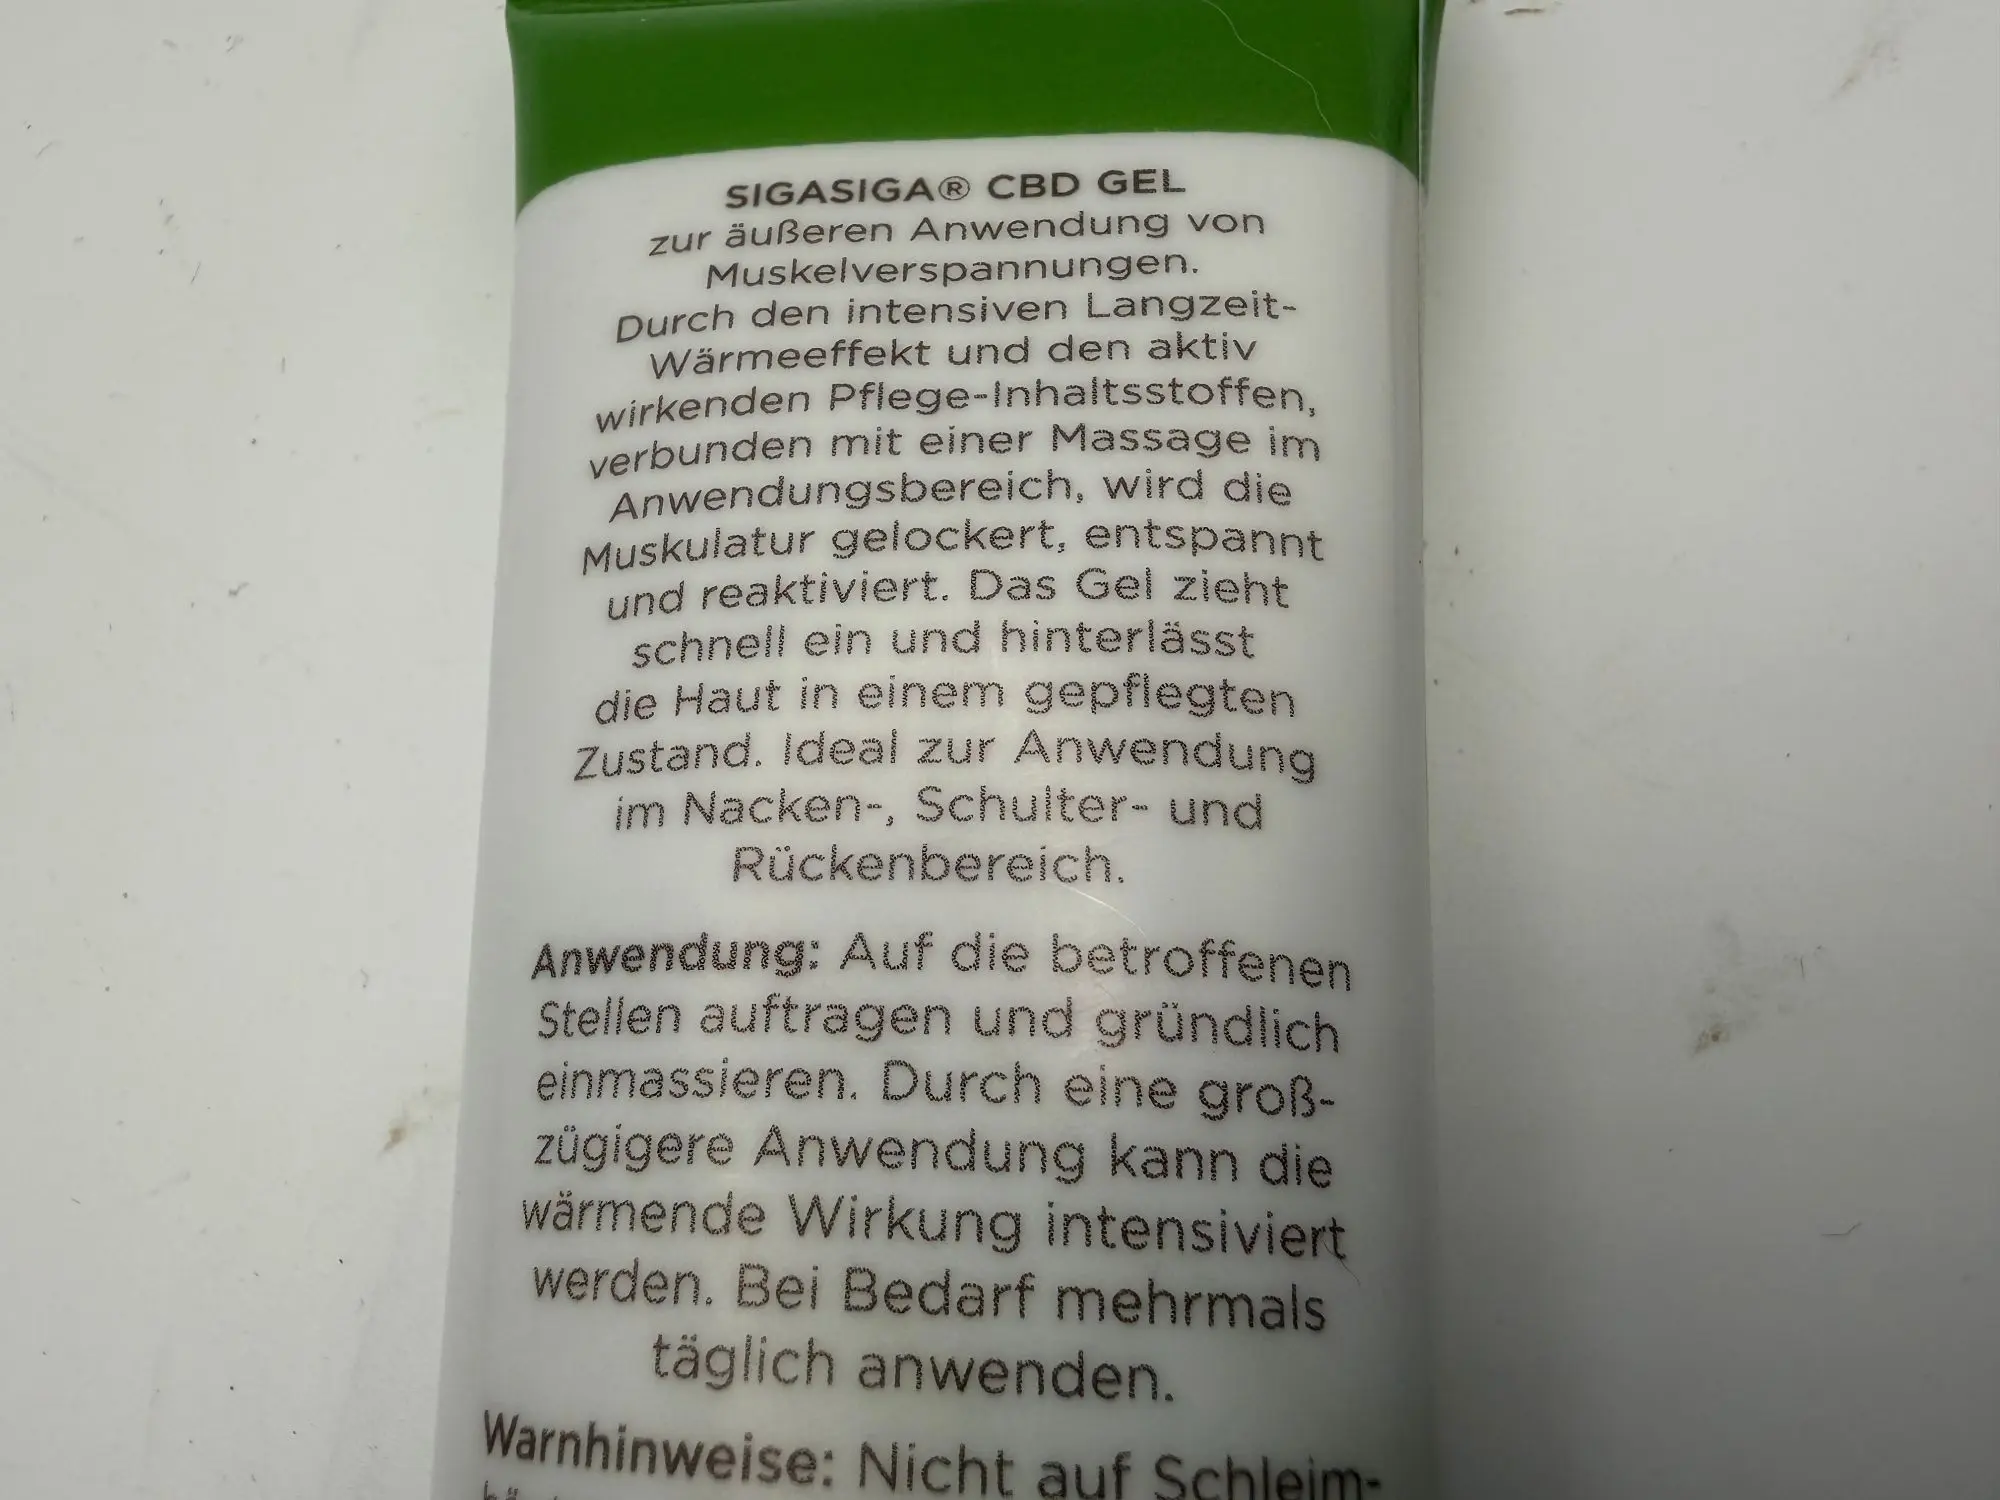 SIGASIGA® CBD GEL
zur äußeren Anwendung von
Muskelverspannungen.
Durch den intensiven Langzeit-
Wärmeeffekt und den aktiv
wirkenden Pflege-Inhaltsstoffen,
verbunden mit einer Massage im
Anwendungsbereich, wird die
Muskulatur gelockert, entspannt
und reaktiviert. Das Gel zieht
schnell ein und hinterlässt
die Haut in einem gepflegten
Zustand. Ideal zur Anwendung
im Nacken-, Schulter- und
Rückenbereich.
Anwendung: Auf die betroffenen
Stellen auftragen und gründlich
einmassieren. Durch eine groß-
zügigere Anwendung kann die
wärmende Wirkung intensiviert
werden. Bei Bedarf mehrmals
täglich anwenden.
Warnhinweise: Nicht auf Schleim-